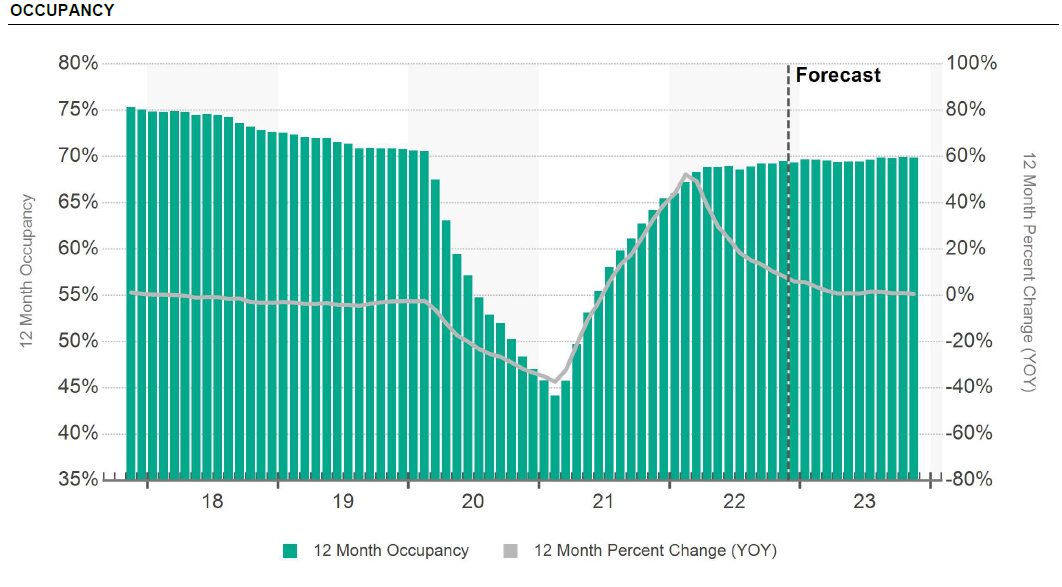 OCCUPANCY
80% 100%
Forecast
75% 80%
70% 60%
65% 40%
60% 20%
55% 0%
50% -20%
45% -40%
40% -60%
35% -80%
12 Month Occupancy
12 Month Percent Change (YOY)
18 19 20 21 22 23
12 Month Occupancy 12 Month Percent Change (YOY)